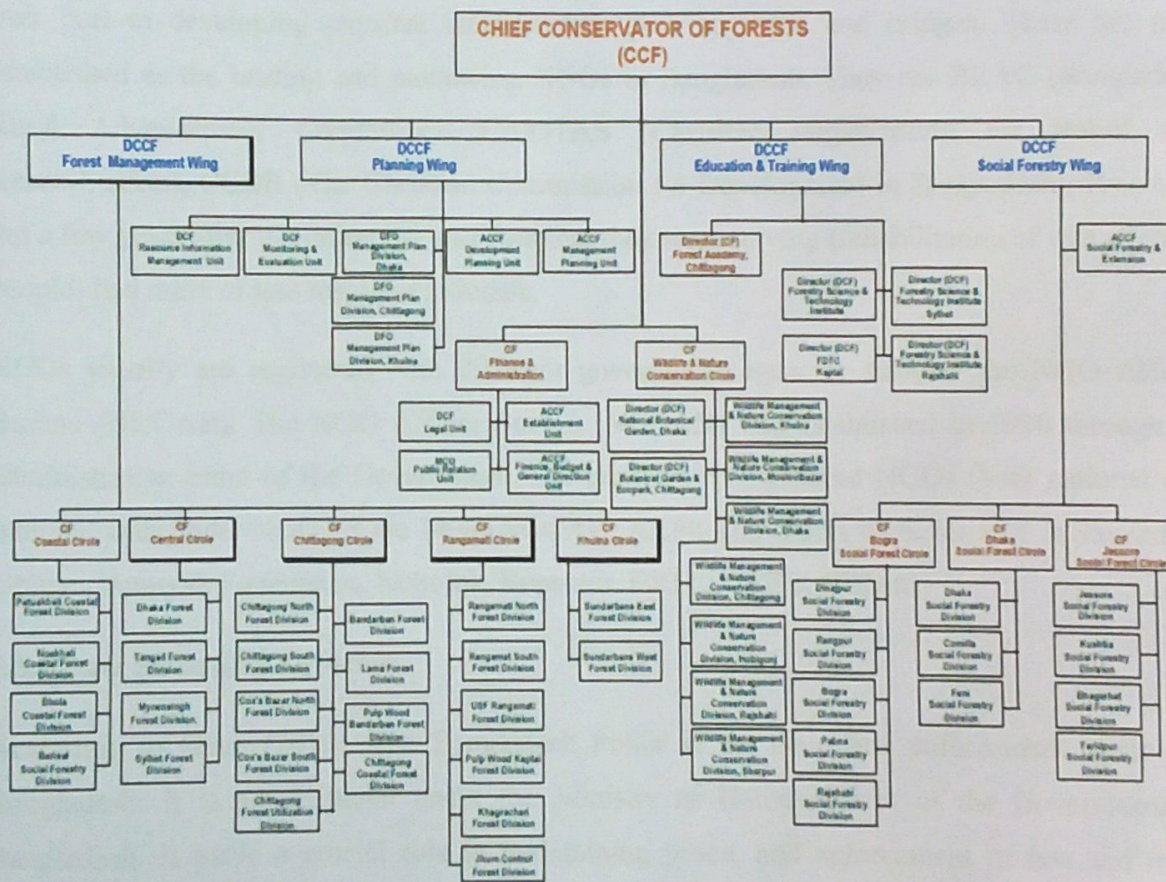 CHIEF CONSERVATOR OF FORESTS
(CCF)
DCCF
Forest Management Wing
DCCF
Planning Wing
DCCF
Education & Training Wing
DCCF
Social Forestry Wing
DCF
Resource Information
Management Unit
DCF
Monitoring &
Evaluation Unit
DFO
Management Plan
Division,
Dhaka
ACCF
Development
Planning Unit
ACCF
Management
Planning Unit
DFO
Management Plan
Division, Chittagong
DFO
Management Plan
Division, Khulna
Director (CF)
Forest Academy,
Chittagong
Director (DCF)
Forestry Science &
Technology
Institute
Director (DCF)
Forestry Science &
Technology Institute
Sylhet
Director (DCF)
FDTC
Kaptai
Director (DCF)
Forestry Science &
Technology Institute
Rajshahi
ACCF
Social Forestry &
Extension
CF
Finance &
Administration
CF
Wildlife & Nature
Conservation Circle
DCF
Legal Unit
ACCF
Establishment
Unit
MCO
Public Relation
Unit
ACCF
Finance, Budget &
General Direction
Unit
Director (DCF)
National Botanical
Garden, Dhaka
Director (DCF)
Botanical Garden &
Ecopark, Chittagong
Wildlife Management
& Nature Conservation
Division, Khulna
Wildlife Management &
Nature Conservation
Division, Moulvibazar
Wildlife Management
& Nature Conservation
Division, Dhaka
Wildlife Management
& Nature
Conservation
Division, Chittagong
Wildlife Management
& Nature
Conservation
Division, Hobigonj
Wildlife Management
& Nature
Conservation
Division, Rajshahi
Wildlife Management
& Nature
Conservation
Division, Sherpur
CF
Coastal Circle
CF
Central Circle
CF
Chittagong Circle
CF
Rangamati Circle
CF
Khulna Circle
CF
Bogra
Social Forest Circle
CF
Dhaka
Social Forest Circle
CF
Jessore
Social Forest Circle
Patuakhali Coastal
Forest Division
Noakhali
Coastal Forest
Division
Bhola
Coastal Forest
Division
Barisal
Social Forestry
Division
Dhaka Forest
Division
Tangail Forest
Division
Mymensingh
Forest Division.
Sylhet Forest
Division
Chittagong North
Forest Division
Chittagong South
Forest Division
Cox's Bazar North
Forest Division
Cox's Bazar South
Forest Division
Chittagong
Forest Utilization
Division.
Bandarban Forest
Division
Lama Forest
Division
Pulp Wood
Bandarban Forest
Division
Chittagong
Coastal Forest
Division
Rangamati North
Forest Division
Rangamati South
Forest Division
USF Rangamati
Forest Division
Pulp Wood Kaptai
Forest Division
Khagrachari
Forest Division
Jhum Control
Forest Division
Sundarbans East
Forest Division
Sundarbans West
Forest Division
Dinajpur
Social Forestry
Division
Rangpur
Social Forestry
Division
Bogra
Social Forestry
Division
Pabna
Social Forestry
Division
Rajshahi
Social Forestry
Division
Dhaka
Social Forestry
Division
Comilla
Social Forestry
Division
Feni
Social Forestry
Division
Jessore
Social Forestry
Division
Kushtia
Social Forestry
Division
Bhagerhat
Social Forestry
Division
Faridpur
Social Forestry
Division